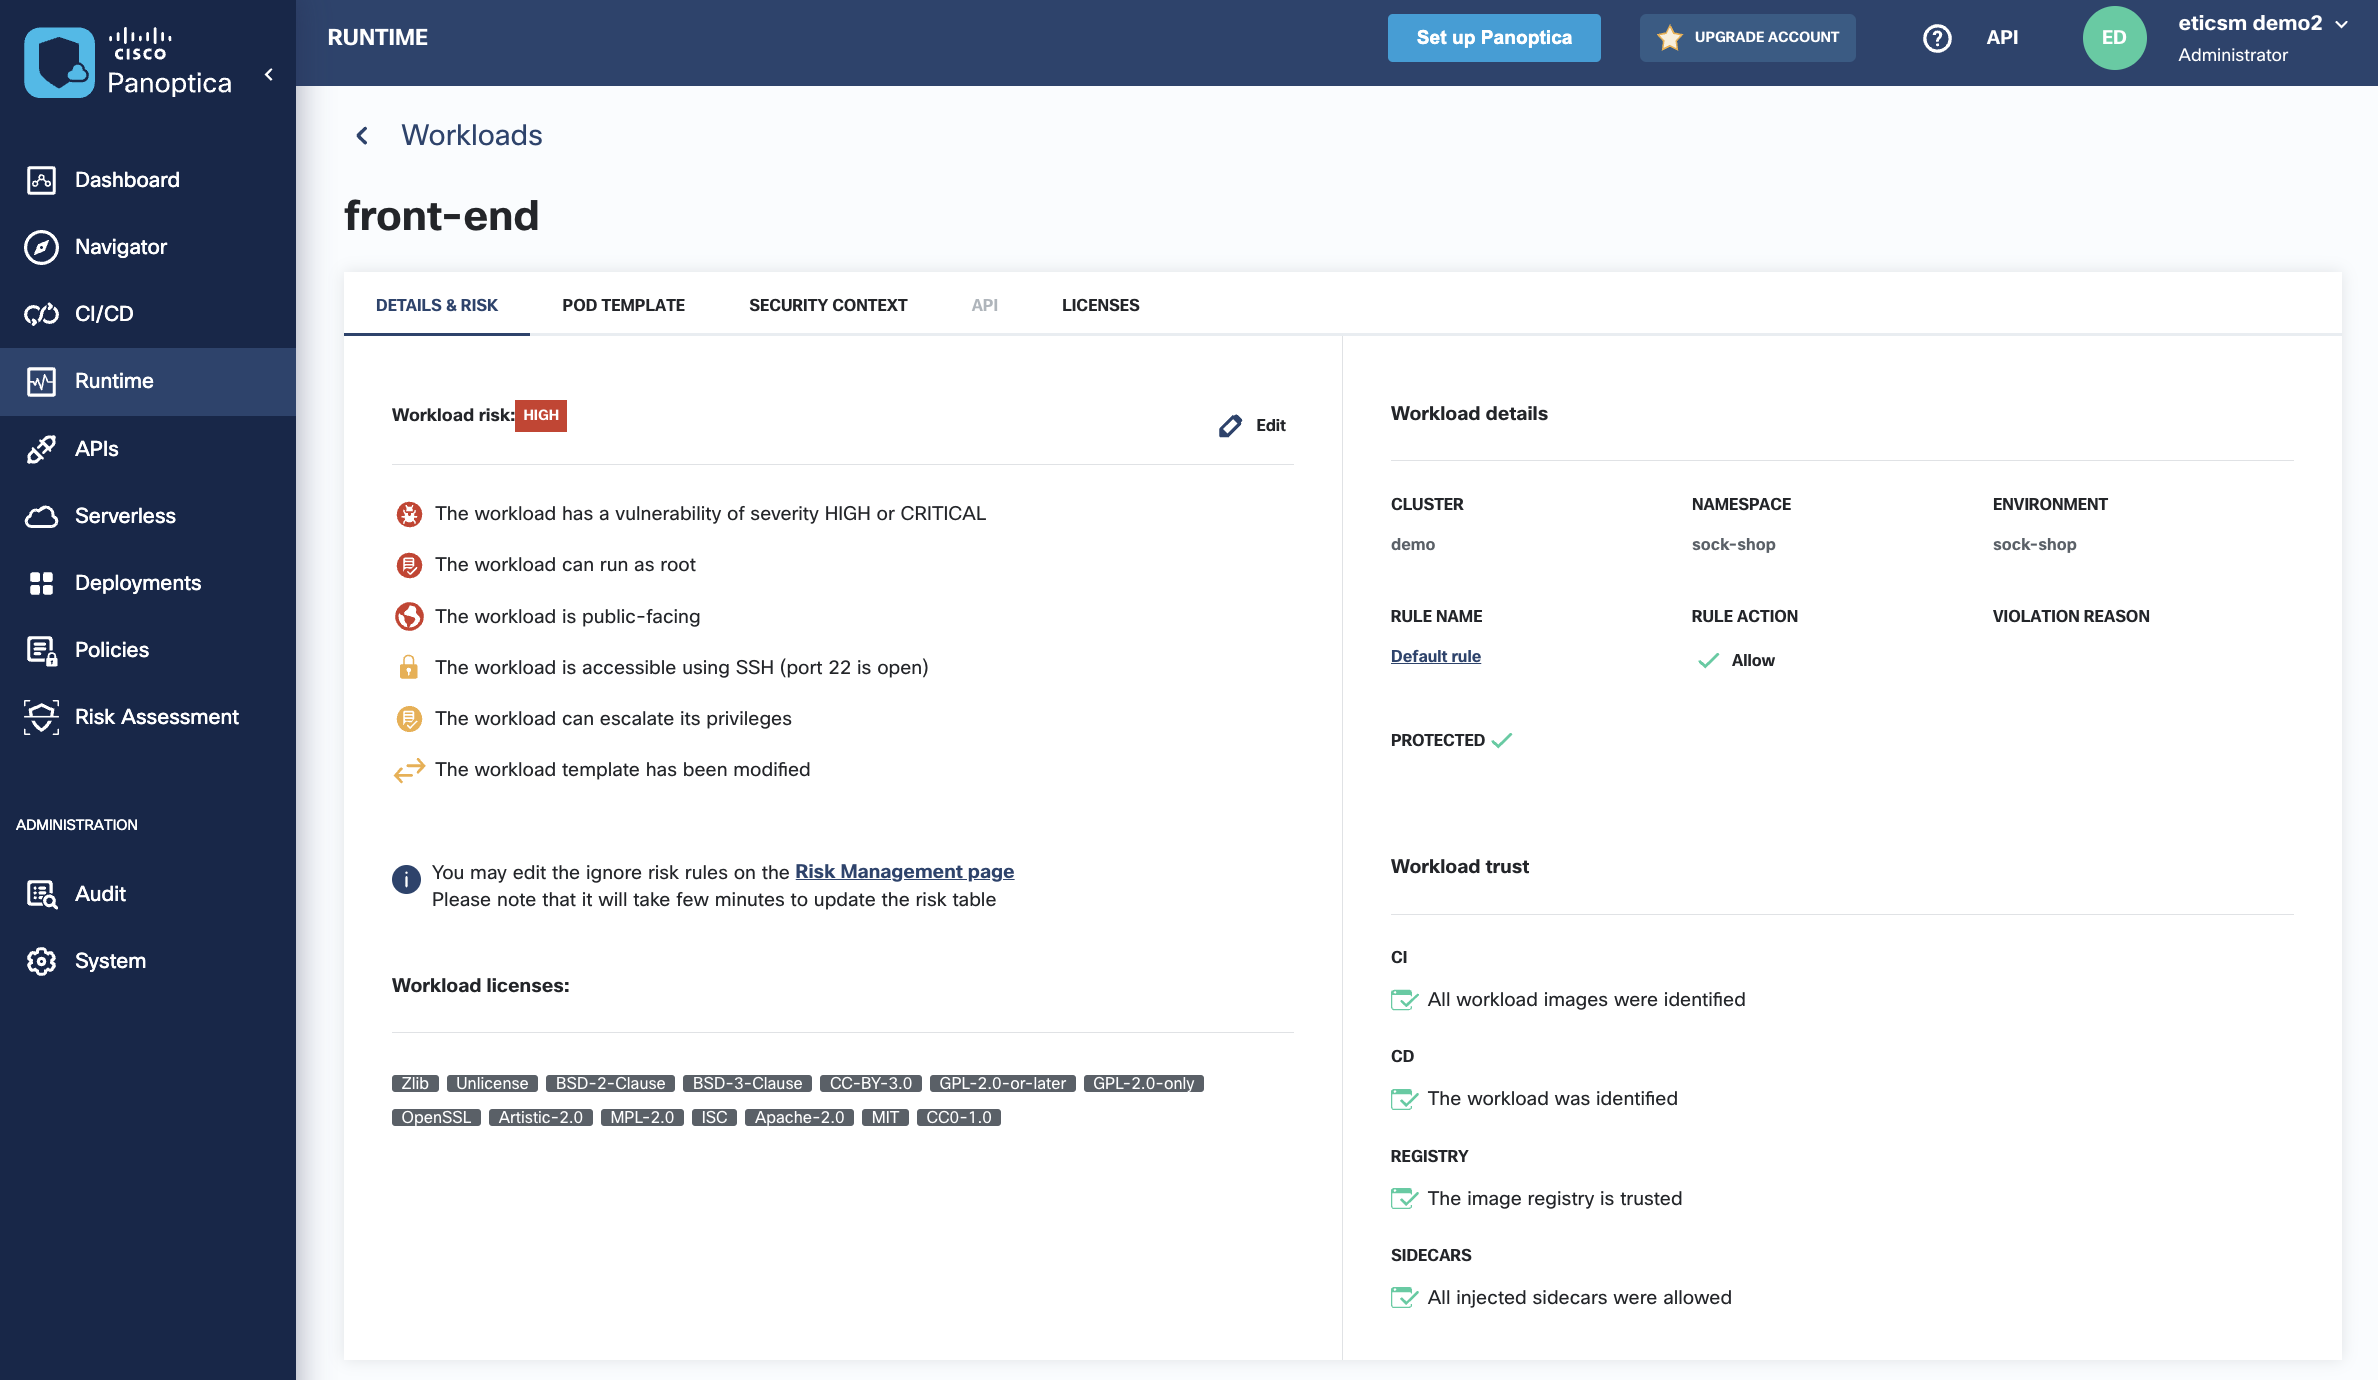 CISCO
Panoptica
RUNTIME
Set up Panoptica
UPGRADE ACCOUNT
API
ED
eticsm demo2
Administrator
Dashboard
Navigator
CI/CD
Runtime
APIs
Serverless
Deployments
Policies
Risk Assessment
ADMINISTRATION
Audit
System
Workloads
front-end
DETAILS & RISK
POD TEMPLATE
SECURITY CONTEXT
API
LICENSES
Workload risk: HIGH
Edit
The workload has a vulnerability of severity HIGH or CRITICAL
The workload can run as root
The workload is public-facing
The workload is accessible using SSH (port 22 is open)
The workload can escalate its privileges
The workload template has been modified
You may edit the ignore risk rules on the Risk Management page
Please note that it will take few minutes to update the risk table
Workload licenses:
Zlib Unlicense BSD-2-Clause BSD-3-Clause CC-BY-3.0 GPL-2.0-or-later GPL-2.0-only
OpenSSL Artistic-2.0 MPL-2.0 ISC Apache-2.0 MIT CC0-1.0
Workload details
CLUSTER NAMESPACE ENVIRONMENT
demo sock-shop sock-shop
RULE NAME RULE ACTION VIOLATION REASON
Default rule Allow
PROTECTED
Workload trust
CI
All workload images were identified
CD
The workload was identified
REGISTRY
The image registry is trusted
SIDECARS
All injected sidecars were allowed